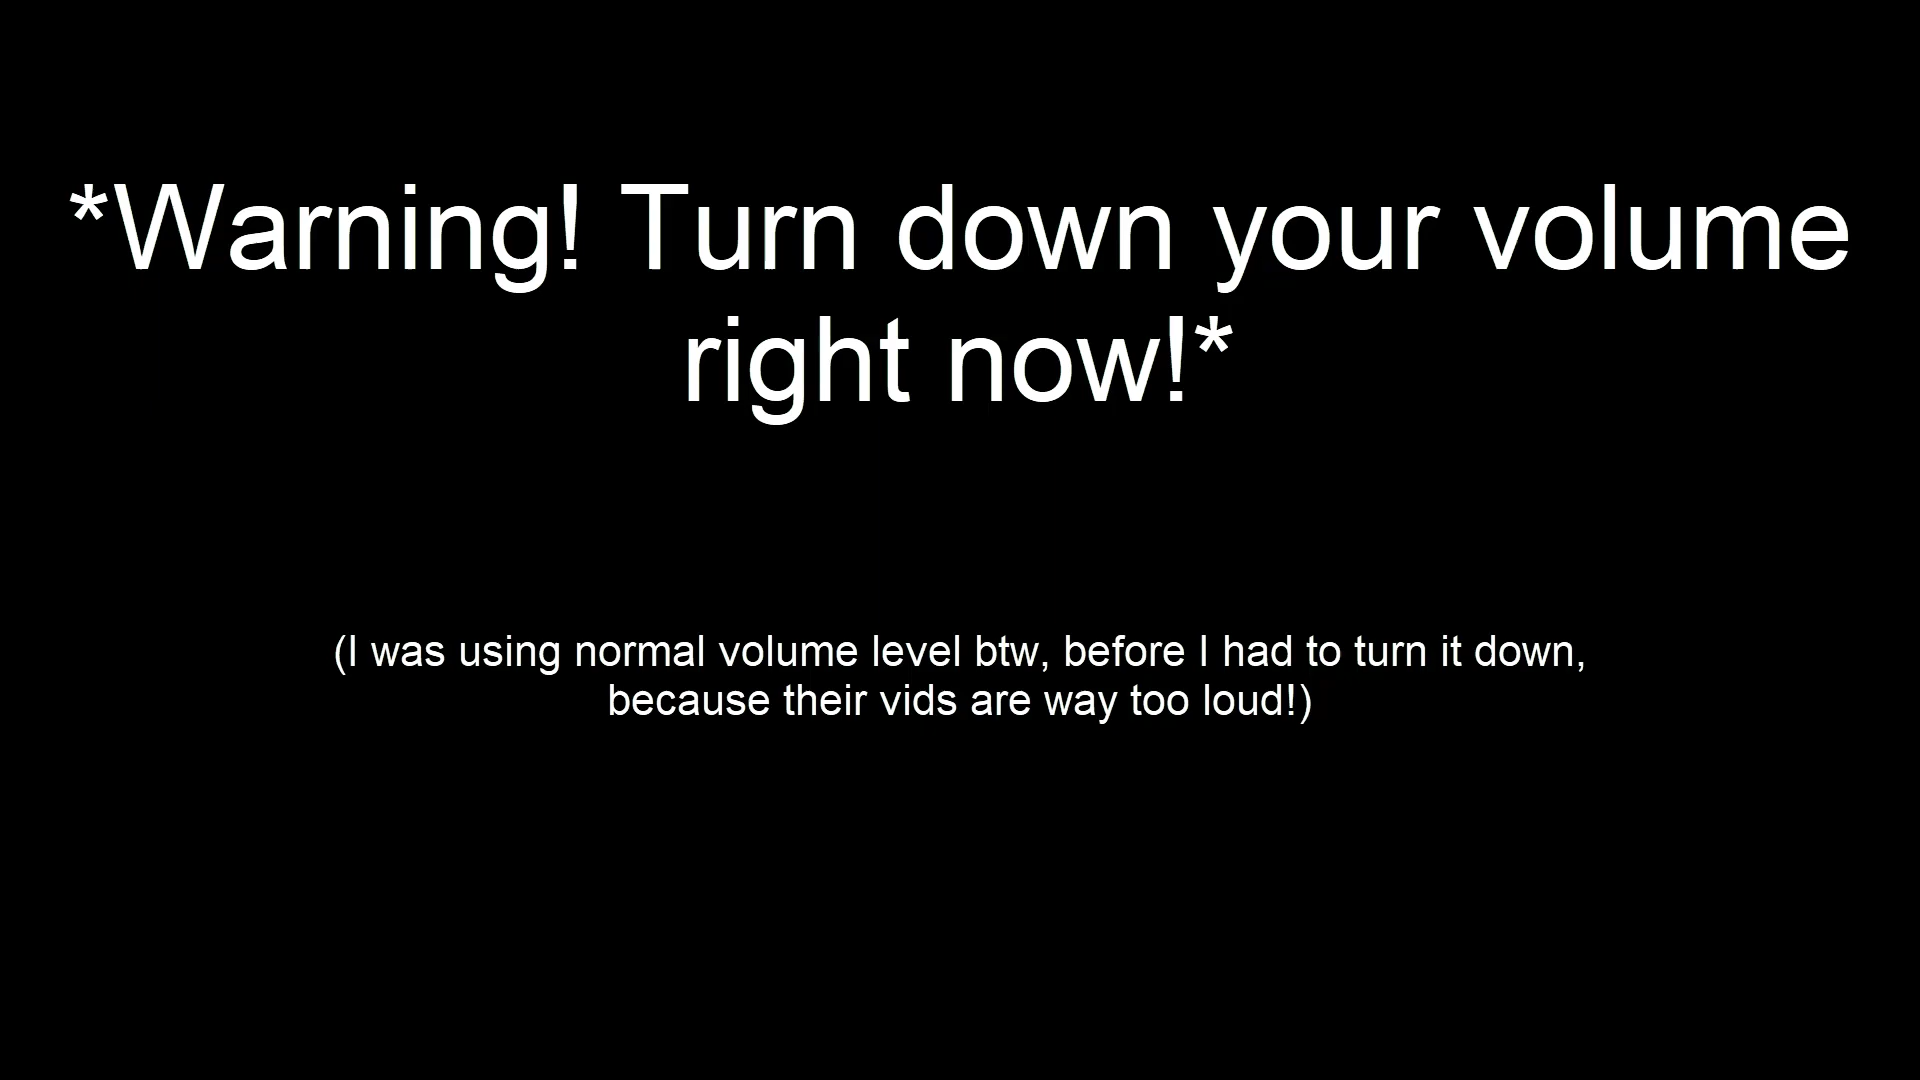 *Warning! Turn down your volume
right now!*
(I was using normal volume level btw, before I had to turn it down,
because their vids are way too loud!)